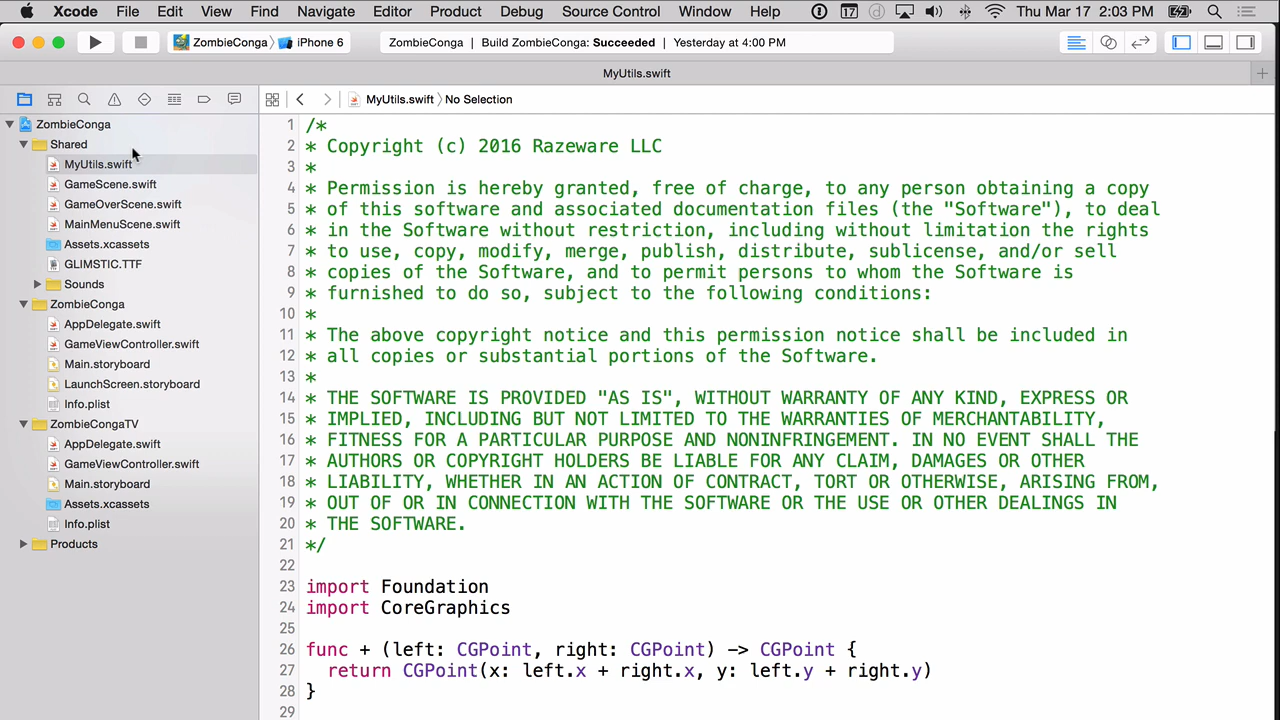 Xcode File Edit View Find Navigate Editor Product Debug Source Control Window Help 17 Thu Mar 17 2:03 PM
ZombieConga iPhone 6 ZombieConga | Build ZombieConga: Succeeded | Yesterday at 4:00 PM
MyUtils.swift
MyUtils.swift No Selection
ZombieConga
Shared
MyUtils.swift
GameScene.swift
GameOverScene.swift
MainMenuScene.swift
Assets.xcassets
GLIMSTIC.TTF
Sounds
ZombieConga
AppDelegate.swift
GameViewController.swift
Main.storyboard
LaunchScreen.storyboard
Info.plist
ZombieCongaTV
AppDelegate.swift
GameViewController.swift
Main.storyboard
Assets.xcassets
Info.plist
Products
1 /*
2 * Copyright (c) 2016 Razeware LLC
3 *
4 * Permission is hereby granted, free of charge, to any person obtaining a copy
5 * of this software and associated documentation files (the "Software"), to deal
6 * in the Software without restriction, including without limitation the rights
7 * to use, copy, modify, merge, publish, distribute, sublicense, and/or sell
8 * copies of the Software, and to permit persons to whom the Software is
9 * furnished to do so, subject to the following conditions:
10 *
11 * The above copyright notice and this permission notice shall be included in
12 * all copies or substantial portions of the Software.
13 *
14 * THE SOFTWARE IS PROVIDED "AS IS", WITHOUT WARRANTY OF ANY KIND, EXPRESS OR
15 * IMPLIED, INCLUDING BUT NOT LIMITED TO THE WARRANTIES OF MERCHANTABILITY,
16 * FITNESS FOR A PARTICULAR PURPOSE AND NONINFRINGEMENT. IN NO EVENT SHALL THE
17 * AUTHORS OR COPYRIGHT HOLDERS BE LIABLE FOR ANY CLAIM, DAMAGES OR OTHER
18 * LIABILITY, WHETHER IN AN ACTION OF CONTRACT, TORT OR OTHERWISE, ARISING FROM,
19 * OUT OF OR IN CONNECTION WITH THE SOFTWARE OR THE USE OR OTHER DEALINGS IN
20 * THE SOFTWARE.
21 */
22
23 import Foundation
24 import CoreGraphics
25
26 func + (left: CGPoint, right: CGPoint) -> CGPoint {
27   return CGPoint(x: left.x + right.x, y: left.y + right.y)
28 }
29